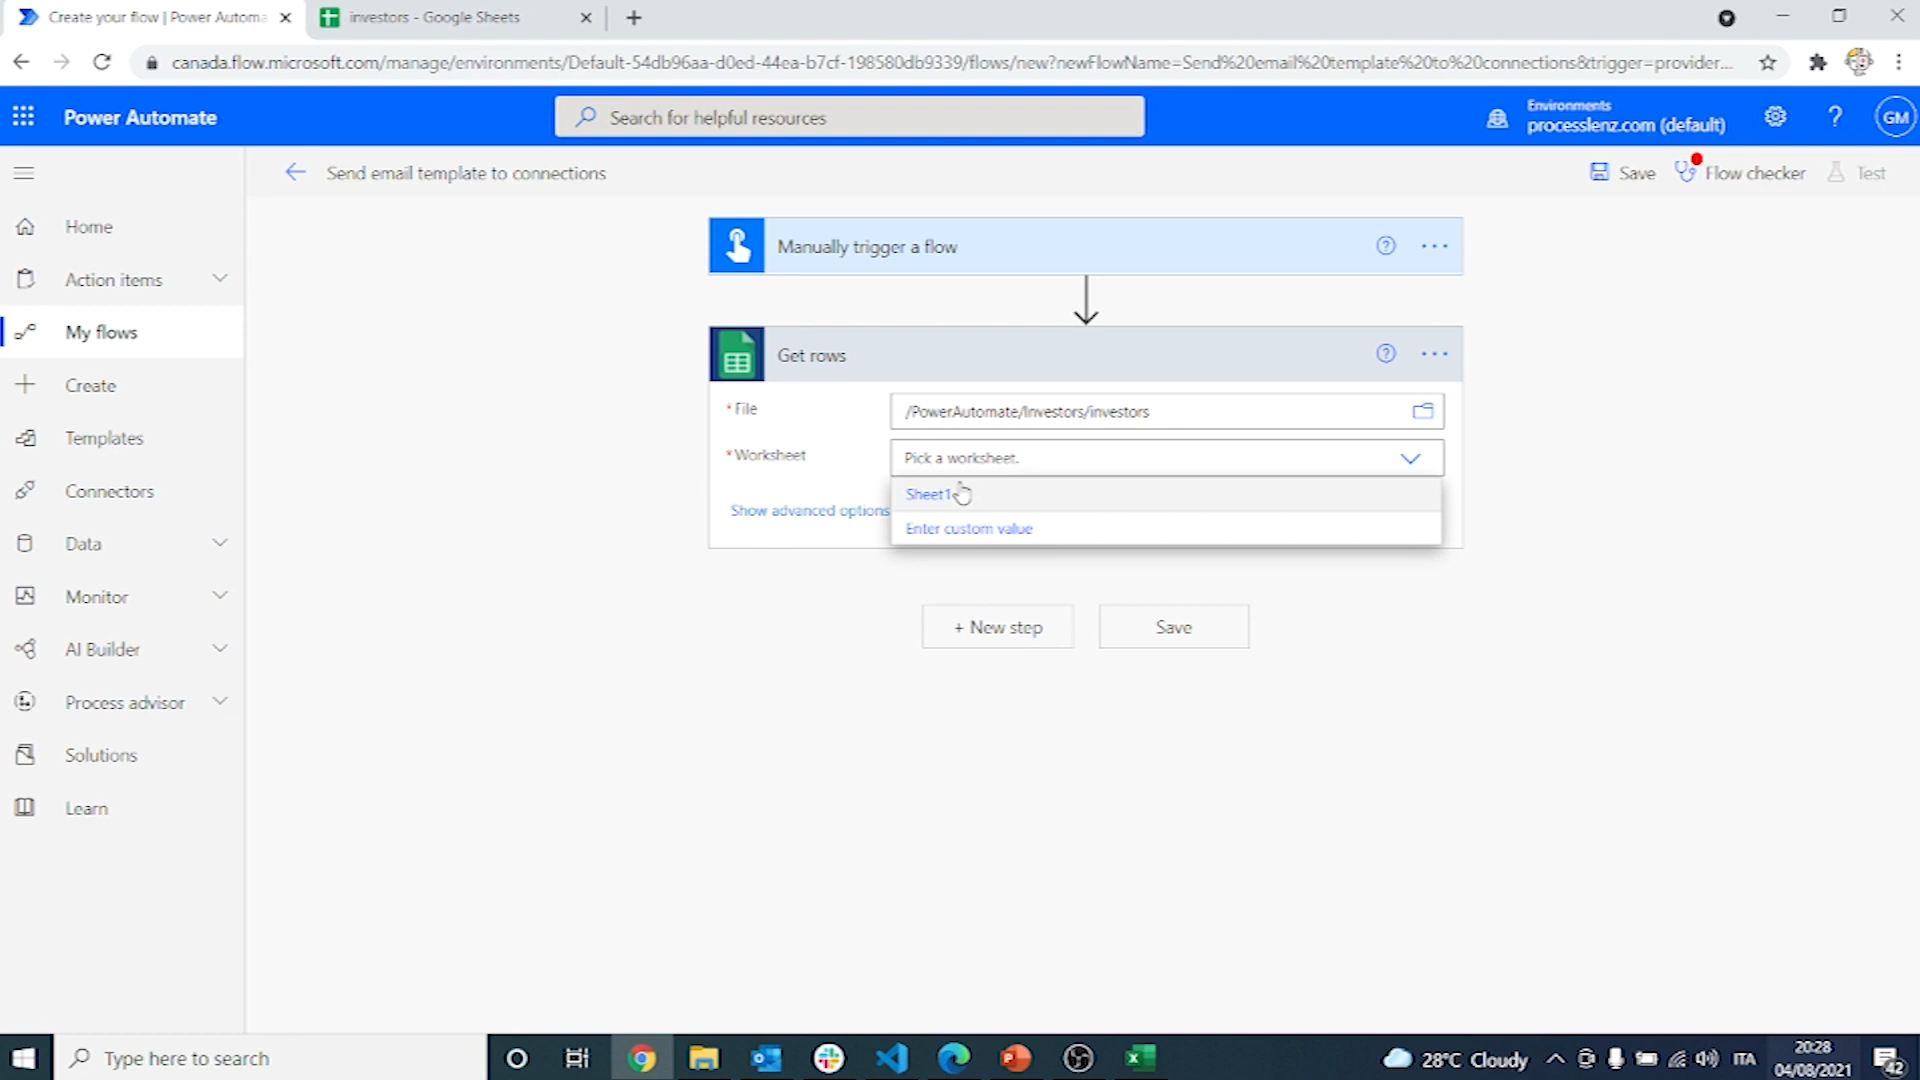 Create your flow | Power Automa
investors - Google Sheets
canada.flow.microsoft.com/manage/environments/Default-54db96aa-d0ed-44ea-b7cf-198580db9339/flows/new?newFlowName=Send%20email%20template%20to%20connections&trigger=provider...
Power Automate
Search for helpful resources
Environments
processlenz.com (default)
GM
Send email template to connections
Save
Flow checker
Test
Home
Action items
My flows
Create
Templates
Connectors
Data
Monitor
AI Builder
Process advisor
Solutions
Learn
Manually trigger a flow
Get rows
* File
/PowerAutomate/Investors/investors
* Worksheet
Pick a worksheet.
Sheet1
Enter custom value
Show advanced options
+ New step
Save
Type here to search
28°C Cloudy
ITA
20:28
04/08/2021
42